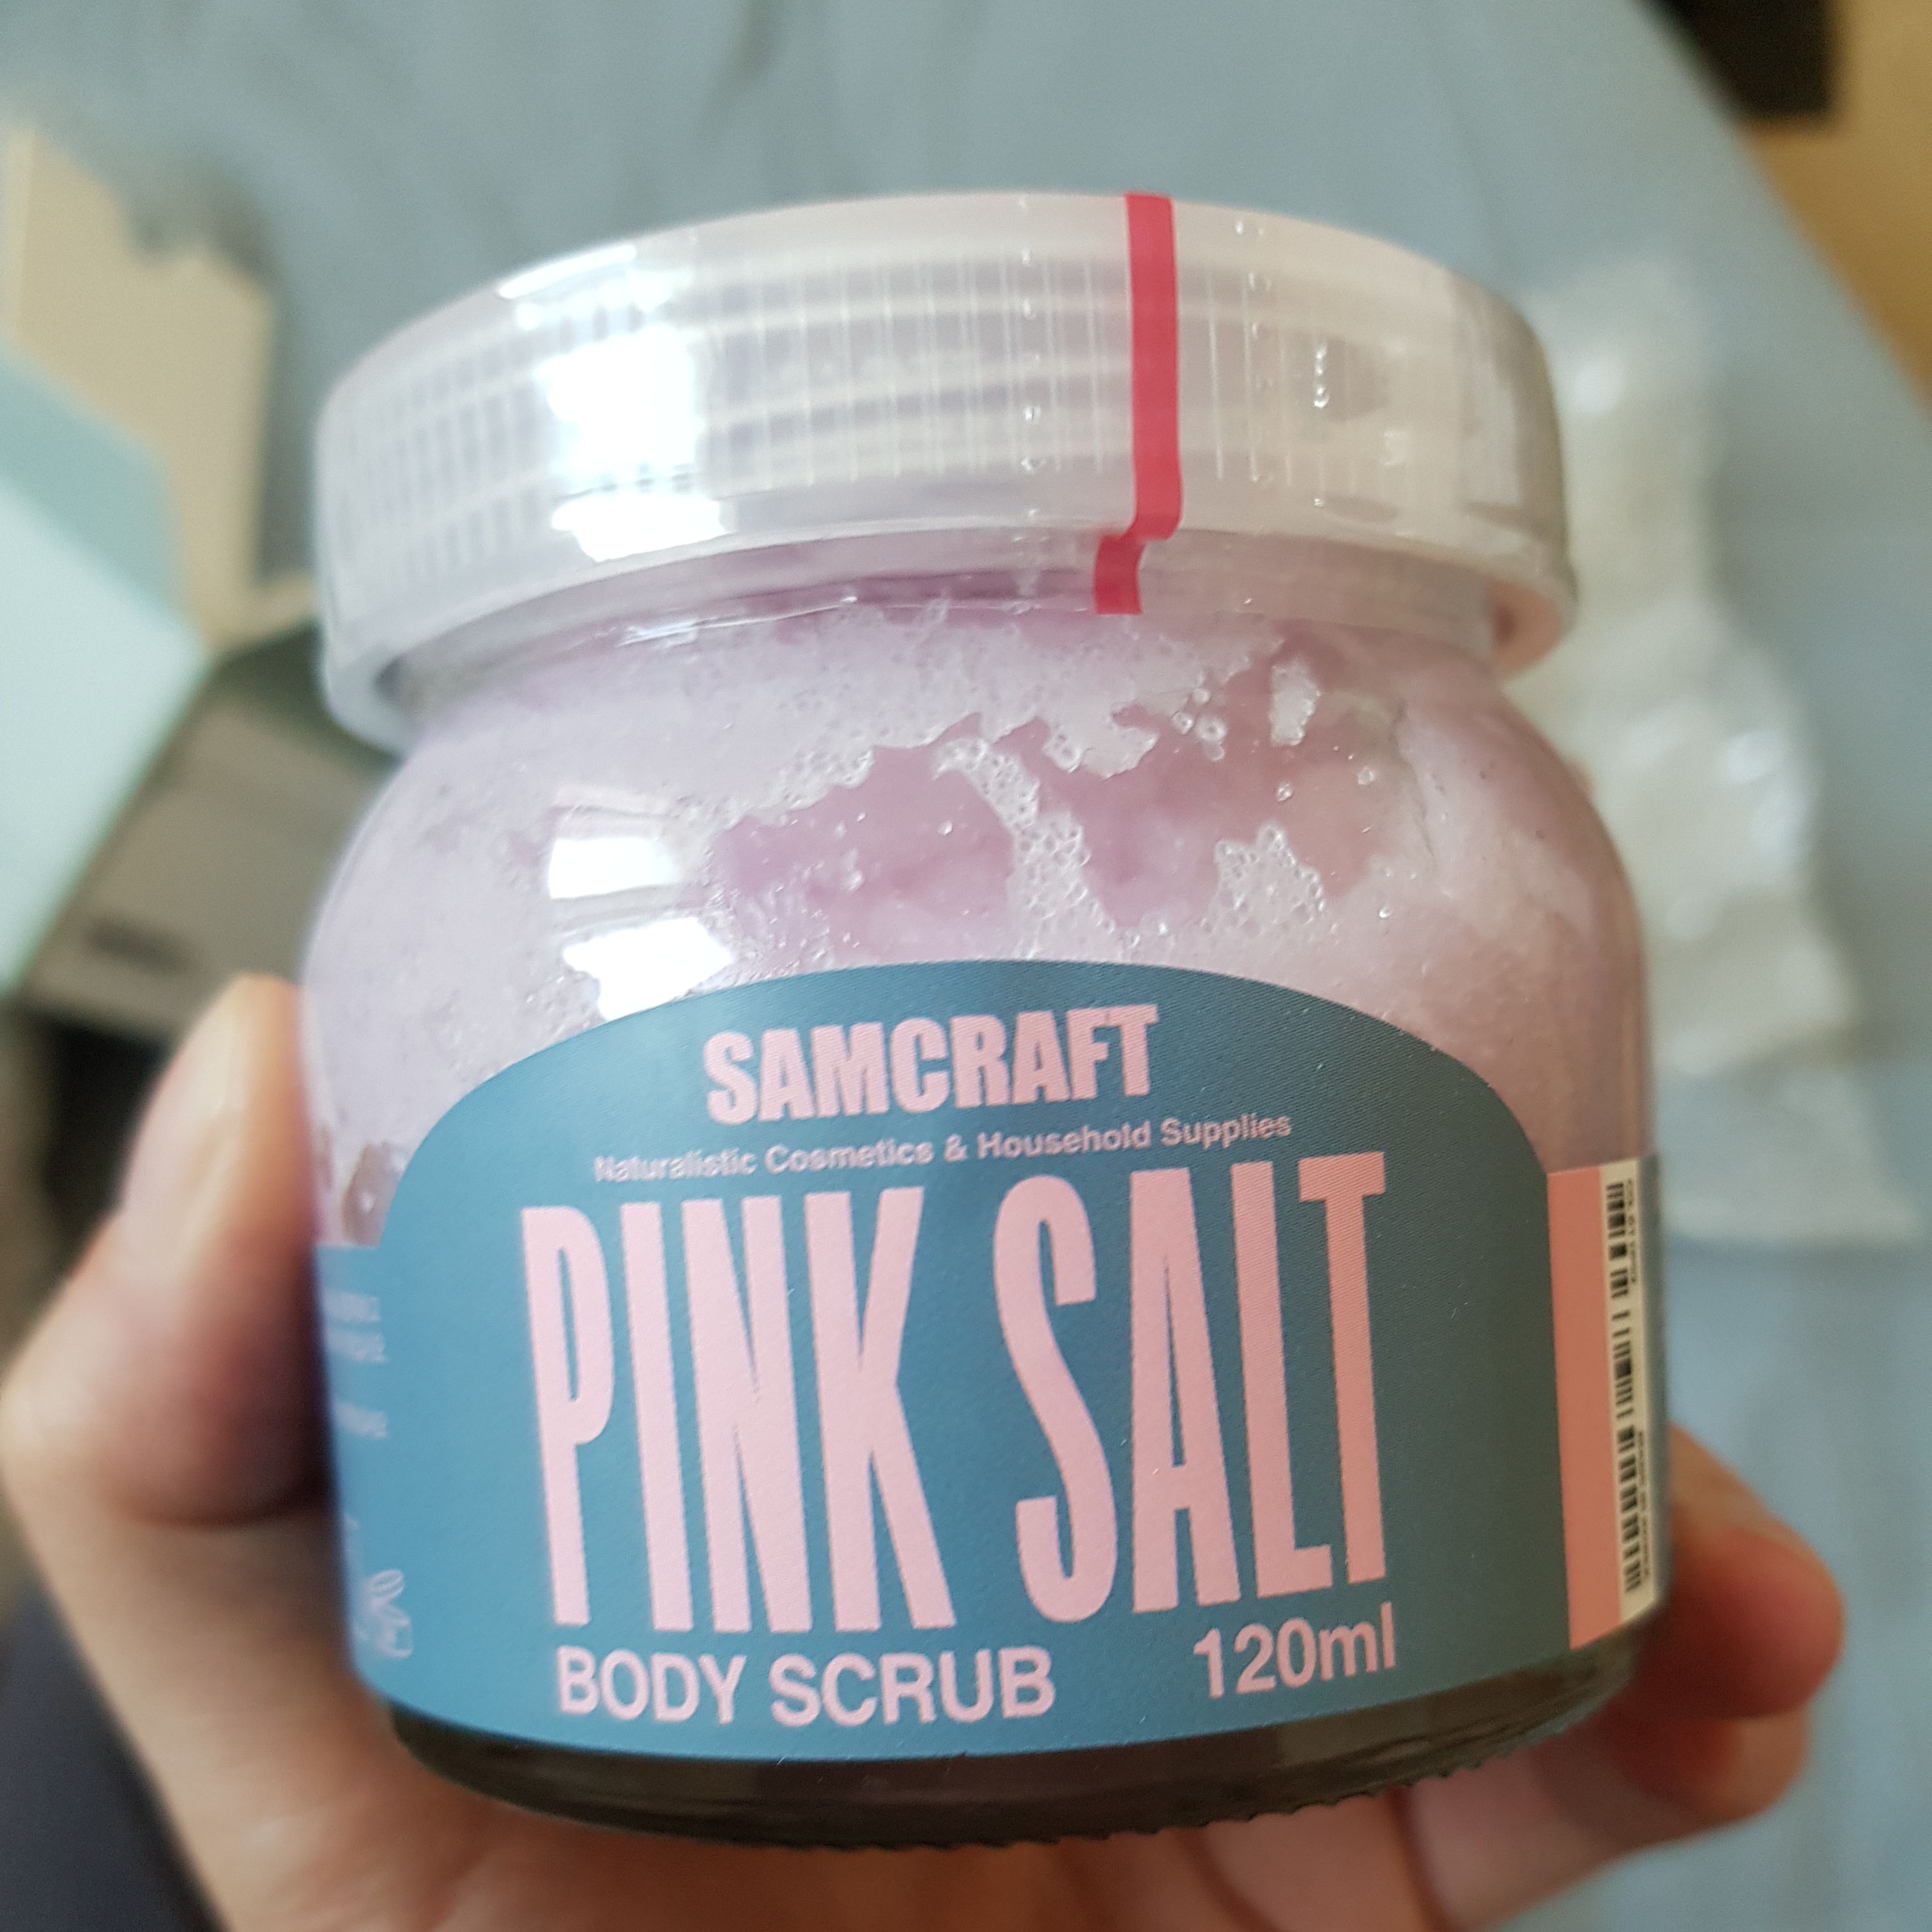 SAMCRAFT
Naturalistic Cosmetics & Household Supplies
PINK SALT
BODY SCRUB 120ml